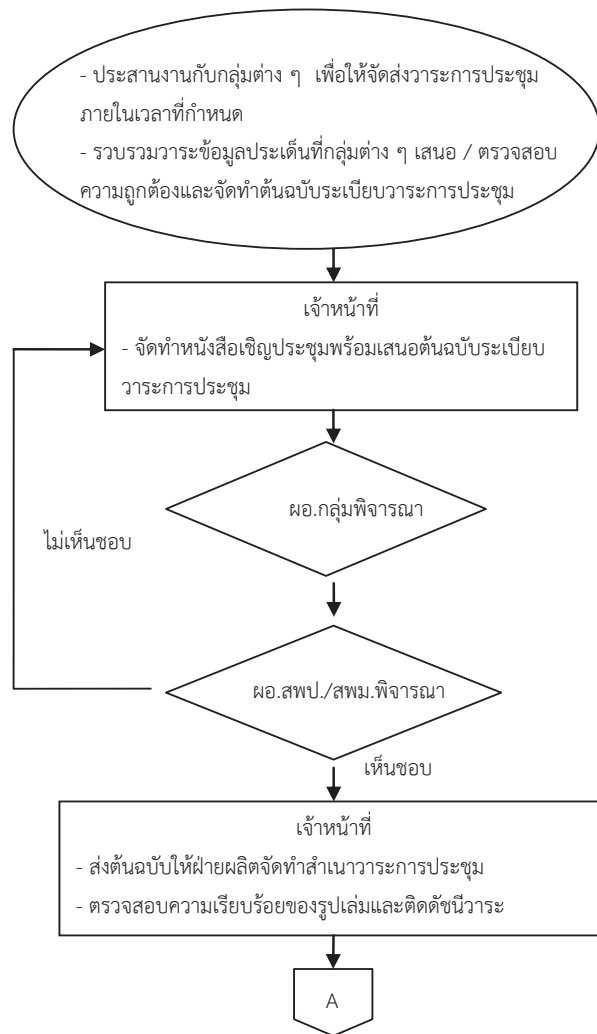 - ประสานงานกับกลุ่มต่าง ๆ เพื่อให้จัดส่งวาระการประชุม
ภายในเวลาที่กำหนด
- รวบรวมวาระข้อมูลประเด็นที่กลุ่มต่าง ๆ เสนอ / ตรวจสอบ
ความถูกต้องและจัดทำต้นฉบับระเบียบวาระการประชุม
เจ้าหน้าที่
- จัดทำหนังสือเชิญประชุมพร้อมเสนอต้นฉบับระเบียบ
วาระการประชุม
ผอ.กลุ่มพิจารณา
ไม่เห็นชอบ
ผอ.สพป./สพม.พิจารณา
เห็นชอบ
เจ้าหน้าที่
- ส่งต้นฉบับให้ฝ่ายผลิตจัดทำสำเนาวาระการประชุม
- ตรวจสอบความเรียบร้อยของรูปเล่มและติดดัชนีวาระ
A